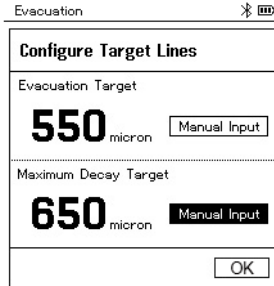 Evacuation
Configure Target Lines
Evacuation Target
550 micron
Manual Input
Maximum Decay Target
650 micron
Manual Input
OK